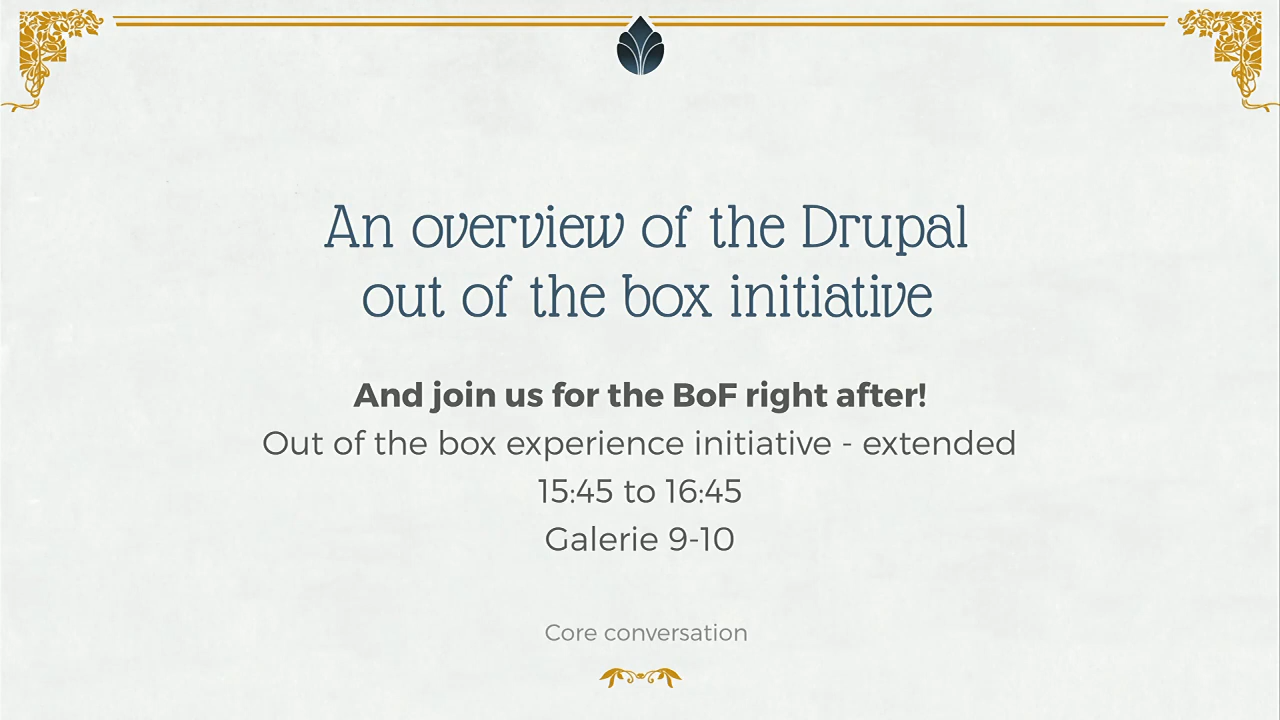 An overview of the Drupal
out of the box initiative
And join us for the BoF right after!
Out of the box experience initiative - extended
15:45 to 16:45
Galerie 9-10
Core conversation